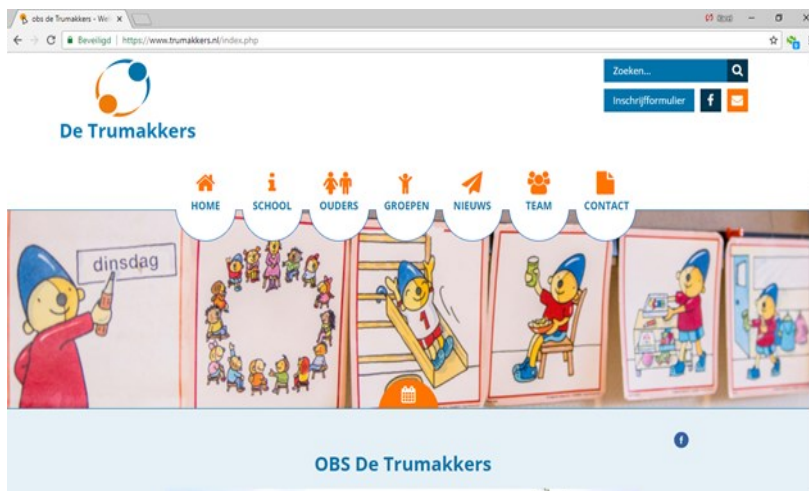 obs de Trumakkers - We
Beveiligd | https://www.trumakkers.nl/index.php
Zoeken...
Inschrijfformulier
De Trumakkers
HOME SCHOOL OUDERS GROEPEN NIEUWS TEAM CONTACT
dinsdag
1
OBS De Trumakkers